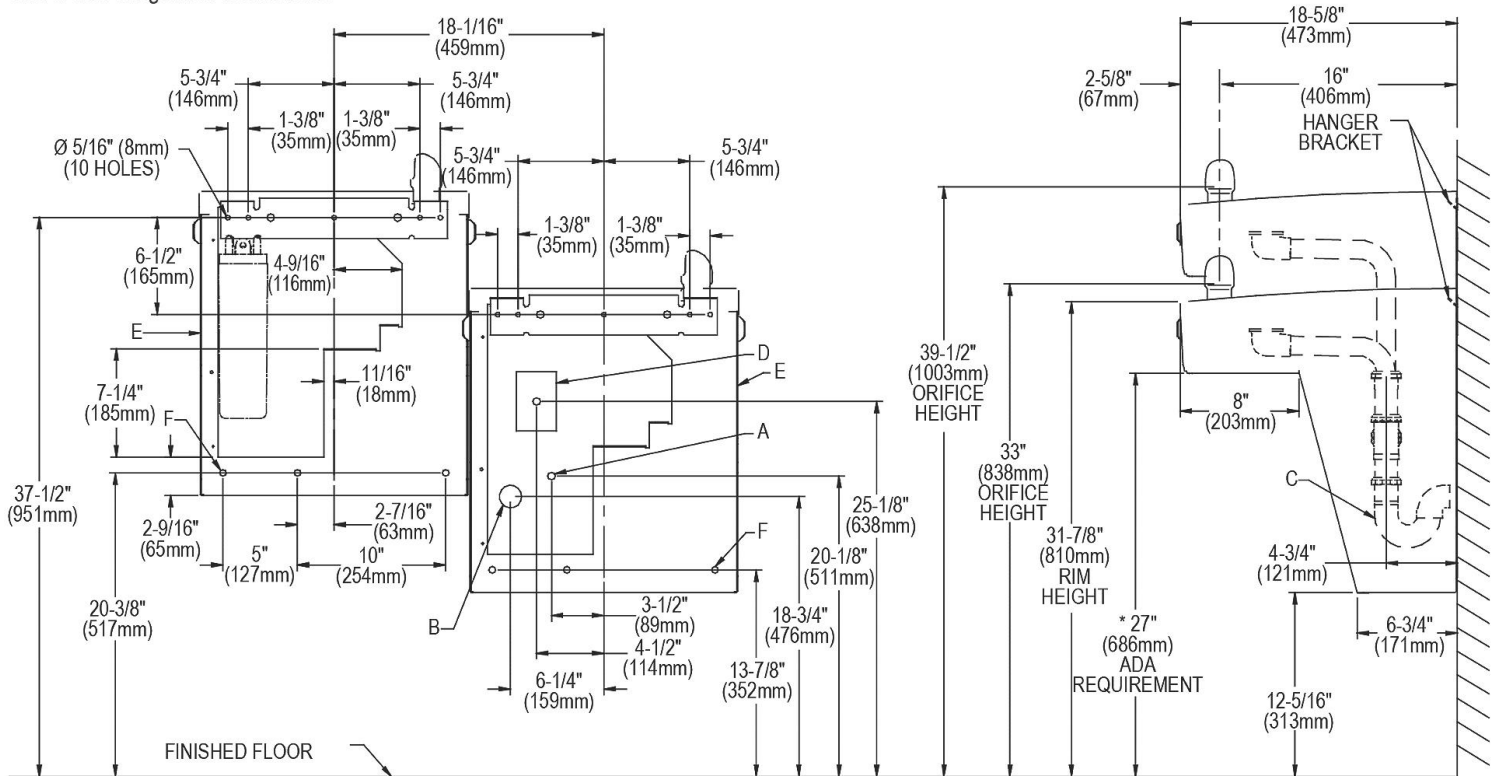 18-1/16"
(459mm)
5-3/4"
(146mm)
5-3/4"
(146mm)
1-3/8"
(35mm)
1-3/8"
(35mm)
Ø 5/16" (8mm)
(10 HOLES)
5-3/4"
(146mm)
5-3/4"
(146mm)
1-3/8"
(35mm)
1-3/8"
(35mm)
6-1/2"
(165mm)
4-9/16"
(116mm)
E
11/16"
(18mm)
7-1/4"
(185mm)
F
D
E
A
37-1/2"
(951mm)
2-9/16"
(65mm)
5"
(127mm)
10"
(254mm)
2-7/16"
(63mm)
20-3/8"
(517mm)
B
F
3-1/2"
(89mm)
4-1/2"
(114mm)
6-1/4"
(159mm)
25-1/8"
(638mm)
20-1/8"
(511mm)
18-3/4"
(476mm)
13-7/8"
(352mm)
FINISHED FLOOR
18-5/8"
(473mm)
2-5/8"
(67mm)
16"
(406mm)
HANGER
BRACKET
39-1/2"
(1003mm)
ORIFICE
HEIGHT
33"
(838mm)
ORIFICE
HEIGHT
31-7/8"
(810mm)
RIM
HEIGHT
* 27"
(686mm)
ADA
REQUIREMENT
8"
(203mm)
C
4-3/4"
(121mm)
6-3/4"
(171mm)
12-5/16"
(313mm)